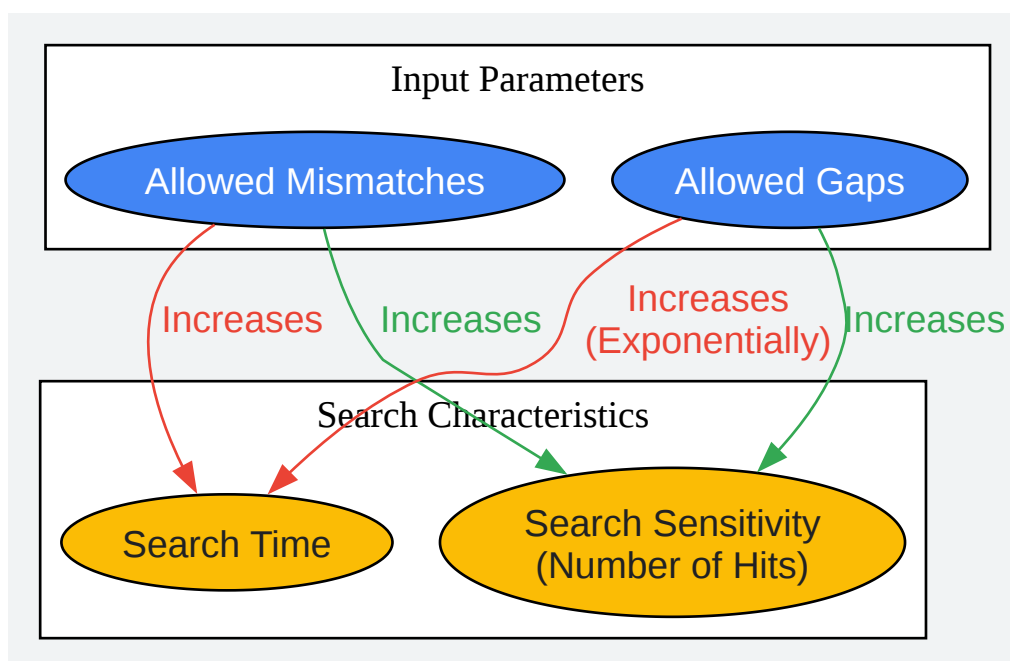 Input Parameters
Allowed Mismatches
Allowed Gaps
Increases
Increases
Increases
(Exponentially)
Increases
Search Characteristics
Search Time
Search Sensitivity
(Number of Hits)